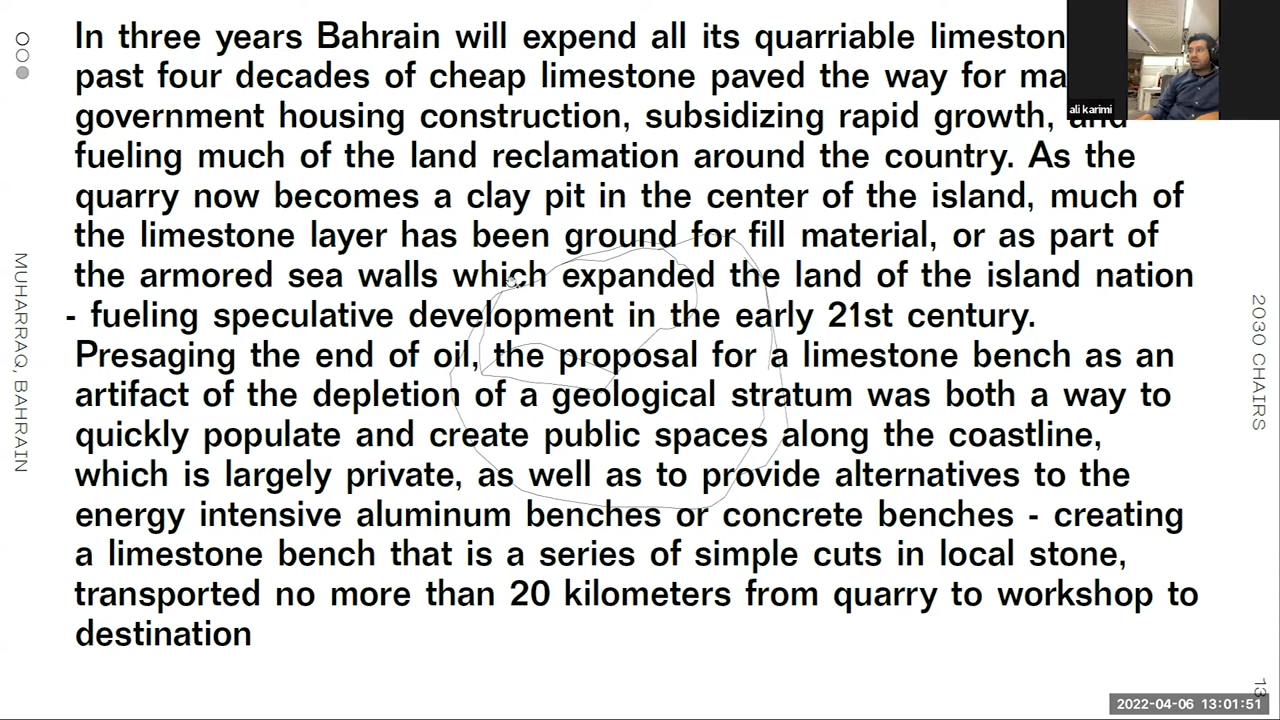 In three years Bahrain will expend all its quarriable
past four decades of cheap limestone paved the way for
government housing construction, subsidizing rapid growth, and
fueling much of the land reclamation around the country. As the
quarry now becomes a clay pit in the center of the island, much of
the limestone layer has been ground for fill material, or as part of
the armored sea walls which expanded the land of the island nation
- fueling speculative development in the early 21st century.
Presaging the end of oil, the proposal for a limestone bench as an
artifact of the depletion of a geological stratum was both a way to
quickly populate and create public spaces along the coastline,
which is largely private, as well as to provide alternatives to the
energy intensive aluminum benches or concrete benches - creating
a limestone bench that is a series of simple cuts in local stone,
transported no more than 20 kilometers from quarry to workshop to
destination
MUHARRAQ, BAHRAIN
2030 CHAIRS
13
ali karimi
2022-04-06 13:01:51